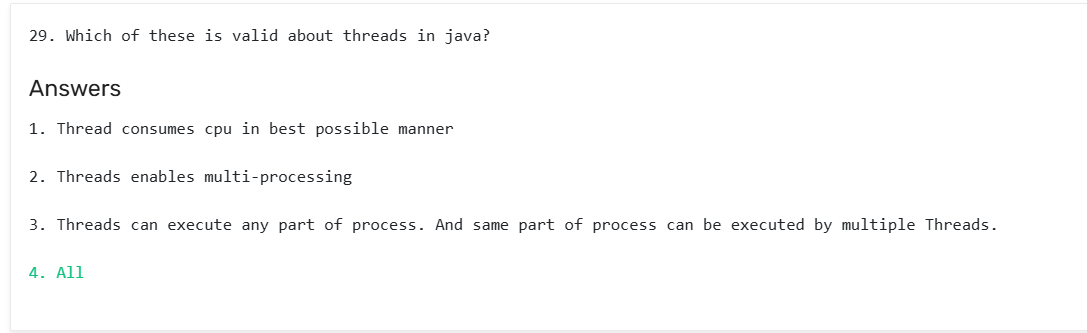 29. Which of these is valid about threads in java?
Answers
1. Thread consumes cpu in best possible manner
2. Threads enables multi-processing
3. Threads can execute any part of process. And same part of process can be executed by multiple Threads.
4. All